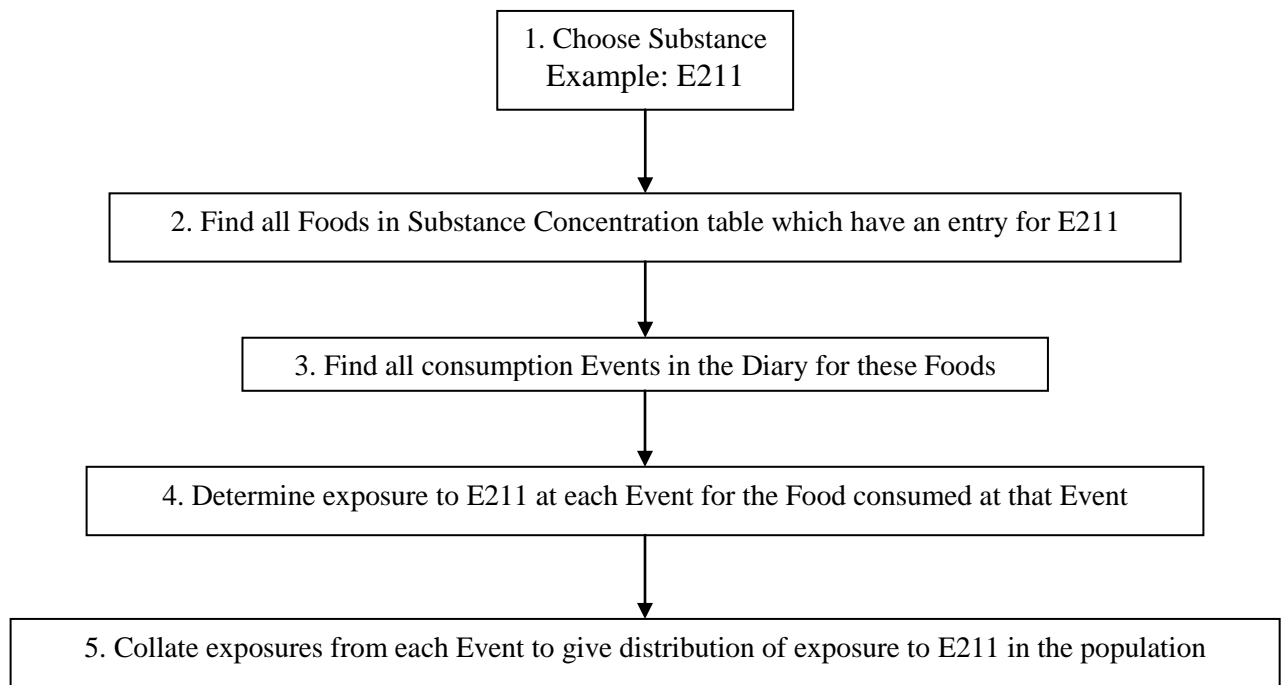 1. Choose Substance
Example: E211
2. Find all Foods in Substance Concentration table which have an entry for E211
3. Find all consumption Events in the Diary for these Foods
4. Determine exposure to E211 at each Event for the Food consumed at that Event
5. Collate exposures from each Event to give distribution of exposure to E211 in the population